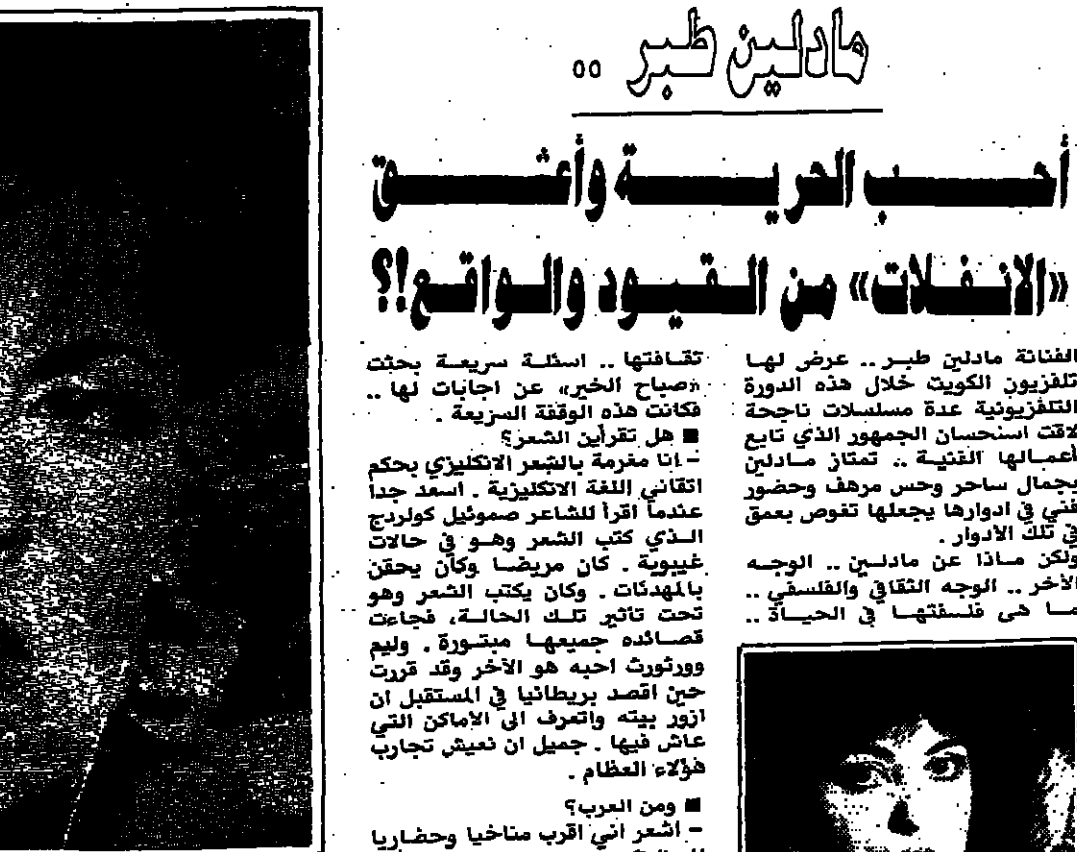 مادلين طبر ..
أحب الحرية وأعشق
«الانفلات» من القيود والواقع!؟
الفنانة مادلين طبر .. عرض لها
تلفزيون الكويت خلال هذه الدورة
التلفزيونية عدة مسلسلات ناجحة
لاقت استحسان الجمهور الذي تابع
أعمالها الفنية .. تمتاز مادلين
بجمال ساحر وحس مرهف وحضور
فني في ادوارها يجعلها تغوص بعمق
في تلك الأدوار .
ولكن ماذا عن مادلين .. الوجه
الآخر .. الوجه الثقافي والفلسفي ..
ما هى فلسفتها في الحياة ..
ثقافتها .. اسئلة سريعة بحثت
«صباح الخير» عن اجابات لها ..
فكانت هذه الوقفة السريعة .
■ هل تقرأين الشعر؟
- إنا مغرمة بالشعر الانكليزي بحكم
اتقاني اللغة الانكليزية . اسعد جدا
عندما اقرأ للشاعر صموئيل كولردج
الذي كتب الشعر وهو في حالات
غيبوية . كان مريضا وكان يحقن
بالمهدئات . وكان يكتب الشعر وهو
تحت تأثير تلك الحالة، فجاءت
قصائده جميعها مبتورة . وليم
وورثورث احبه هو الآخر وقد قررت
حين اقصد بريطانيا في المستقبل ان
ازور بيته واتعرف الى الاماكن التي
عاش فيها . جميل ان نعيش تجارب
هؤلاء العظام .
■ ومن العرب؟
- اشعر اني اقرب مناخيا وحضاريا